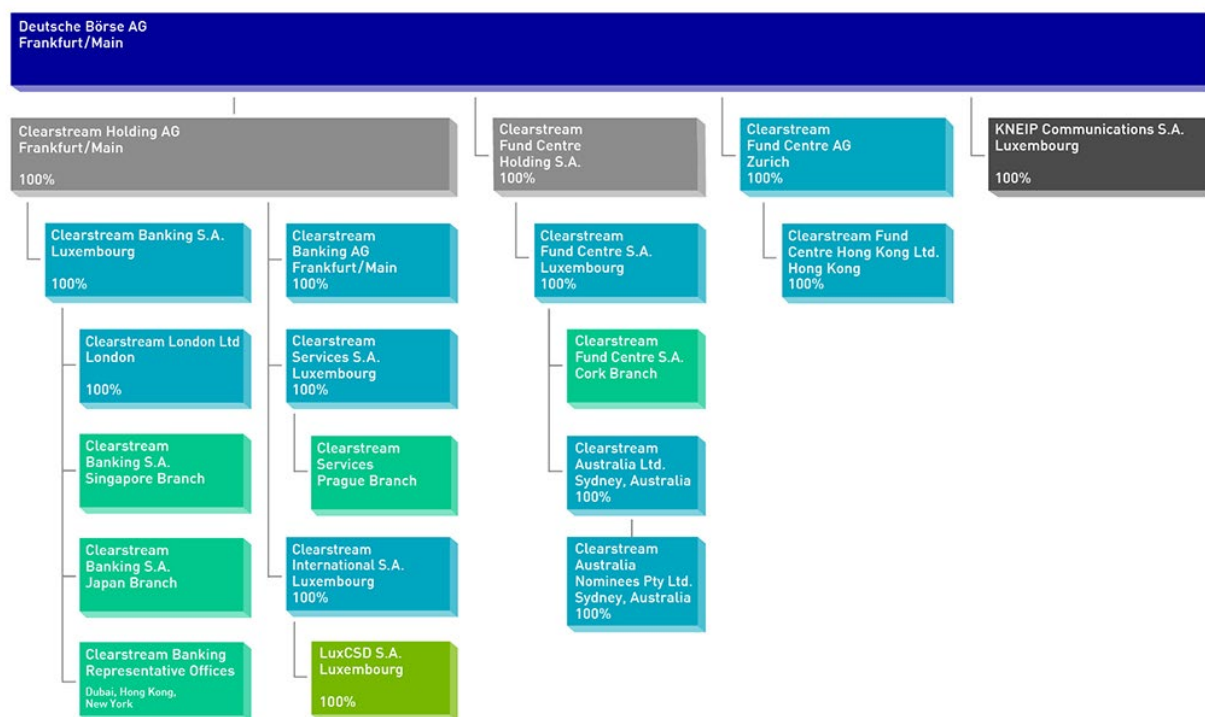 Deutsche Börse AG
Frankfurt/Main
Clearstream Holding AG
Frankfurt/Main
100%
Clearstream
Fund Centre
Holding S.A.
100%
Clearstream
Fund Centre AG
Zurich
100%
KNEIP Communications S.A.
Luxembourg
100%
Clearstream Banking S.A.
Luxembourg
100%
Clearstream
Banking AG
Frankfurt/Main
100%
Clearstream
Fund Centre S.A.
Luxembourg
100%
Clearstream Fund
Centre Hong Kong Ltd.
Hong Kong
100%
Clearstream London Ltd
London
100%
Clearstream
Services S.A.
Luxembourg
100%
Clearstream
Fund Centre S.A.
Cork Branch
Clearstream
Banking S.A.
Singapore Branch
Clearstream
Services
Prague Branch
Clearstream
Australia Ltd.
Sydney, Australia
100%
Clearstream
Banking S.A.
Japan Branch
Clearstream
International S.A.
Luxembourg
100%
Clearstream
Australia
Nominees Pty Ltd.
Sydney, Australia
100%
Clearstream Banking
Representative Offices
Dubai, Hong Kong,
New York
LuxCSD S.A.
Luxembourg
100%